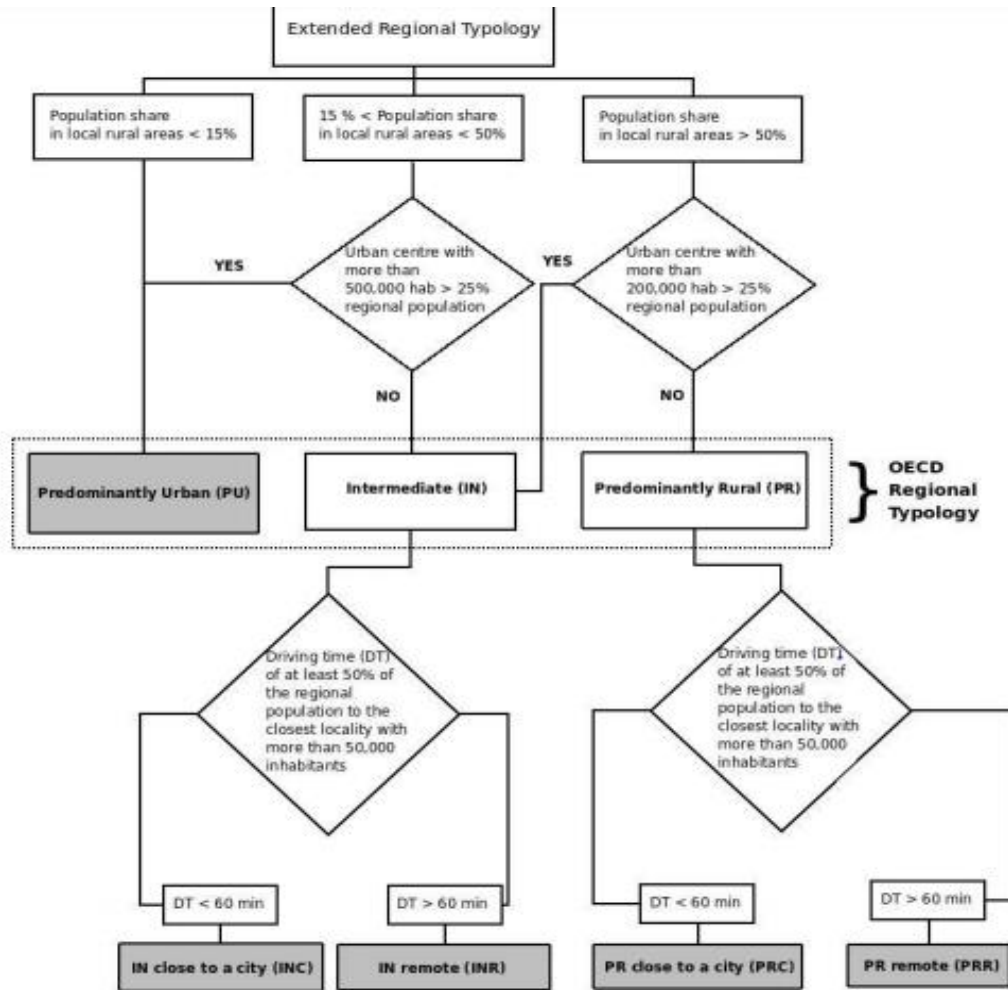 Extended Regional Typology
Population share
in local rural areas < 15%
15 % < Population share
in local rural areas < 50%
Population share
in local rural areas > 50%
Urban centre with
more than
500,000 hab > 25%
regional population
YES
NO
Urban centre with
more than
200,000 hab > 25%
regional population
YES
NO
Predominantly Urban (PU)
Intermediate (IN)
Predominantly Rural (PR)
}
OECD
Regional
Typology
Driving time (DT)
of at least 50% of
the regional
population to the
closest locality with
more than 50,000
inhabitants
Driving time (DT)
of at least 50% of
the regional
population to the
closest locality with
more than 50,000
inhabitants
DT < 60 min
DT > 60 min
DT < 60 min
DT > 60 min
IN close to a city (INC)
IN remote (INR)
PR close to a city (PRC)
PR remote (PRR)